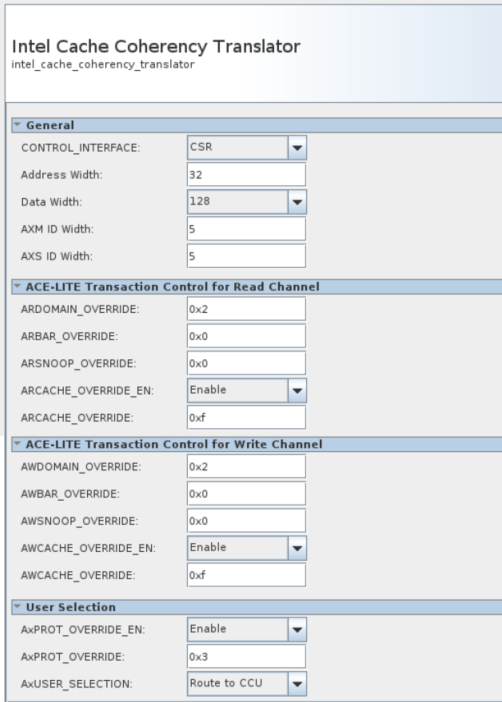 Intel Cache Coherency Translator
intel_cache_coherency_translator
General
CONTROL_INTERFACE: CSR
Address Width: 32
Data Width: 128
AXM ID Width: 5
AXS ID Width: 5
ACE-LITE Transaction Control for Read Channel
ARDOMAIN_OVERRIDE: 0x2
ARBAR_OVERRIDE: 0x0
ARSNOOP_OVERRIDE: 0x0
ARCACHE_OVERRIDE_EN: Enable
ARCACHE_OVERRIDE: 0xf
ACE-LITE Transaction Control for Write Channel
AWDOMAIN_OVERRIDE: 0x2
AWBAR_OVERRIDE: 0x0
AWSNOOP_OVERRIDE: 0x0
AWCACHE_OVERRIDE_EN: Enable
AWCACHE_OVERRIDE: 0xf
User Selection
AxPROT_OVERRIDE_EN: Enable
AxPROT_OVERRIDE: 0x3
AxUSER_SELECTION: Route to CCU